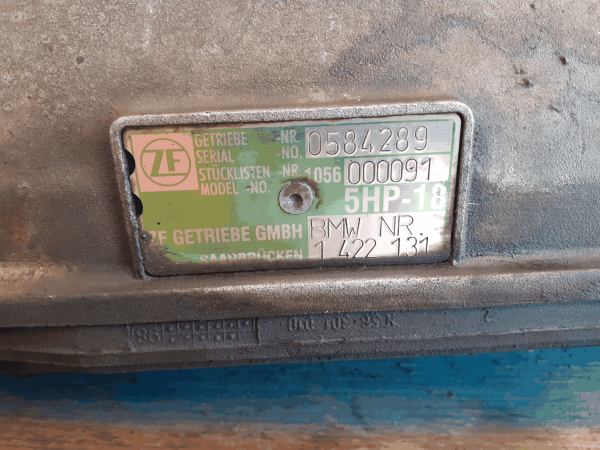 ZF
GETRIEBE -NR. 0584289
SERIAL -NO.
STÜCKLISTEN -NR. 1056 000091
MODEL -NO.
5HP-18
ZF GETRIEBE GMBH BMW NR.
SAARBRÜCKEN 1 422 131